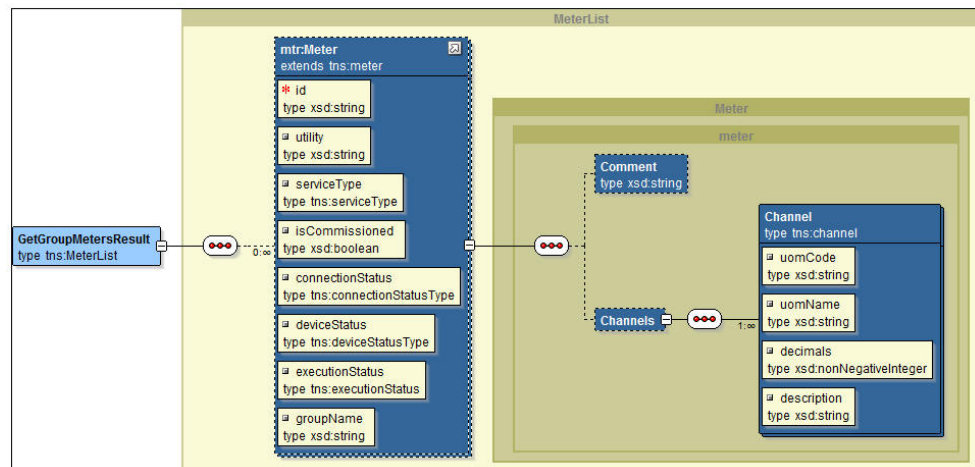 MeterList
mtr:Meter
extends tns:meter
* id
type xsd:string
utility
type xsd:string
serviceType
type tns:serviceType
isCommissioned
type xsd:boolean
connectionStatus
type tns:connectionStatusType
deviceStatus
type tns:deviceStatusType
executionStatus
type tns:executionStatus
groupName
type xsd:string
GetGroupMetersResult
type tns:MeterList
0:∞
Meter
meter
Comment
type xsd:string
Channels
1:∞
Channel
type tns:channel
uomCode
type xsd:string
uomName
type xsd:string
decimals
type xsd:nonNegativeInteger
description
type xsd:string